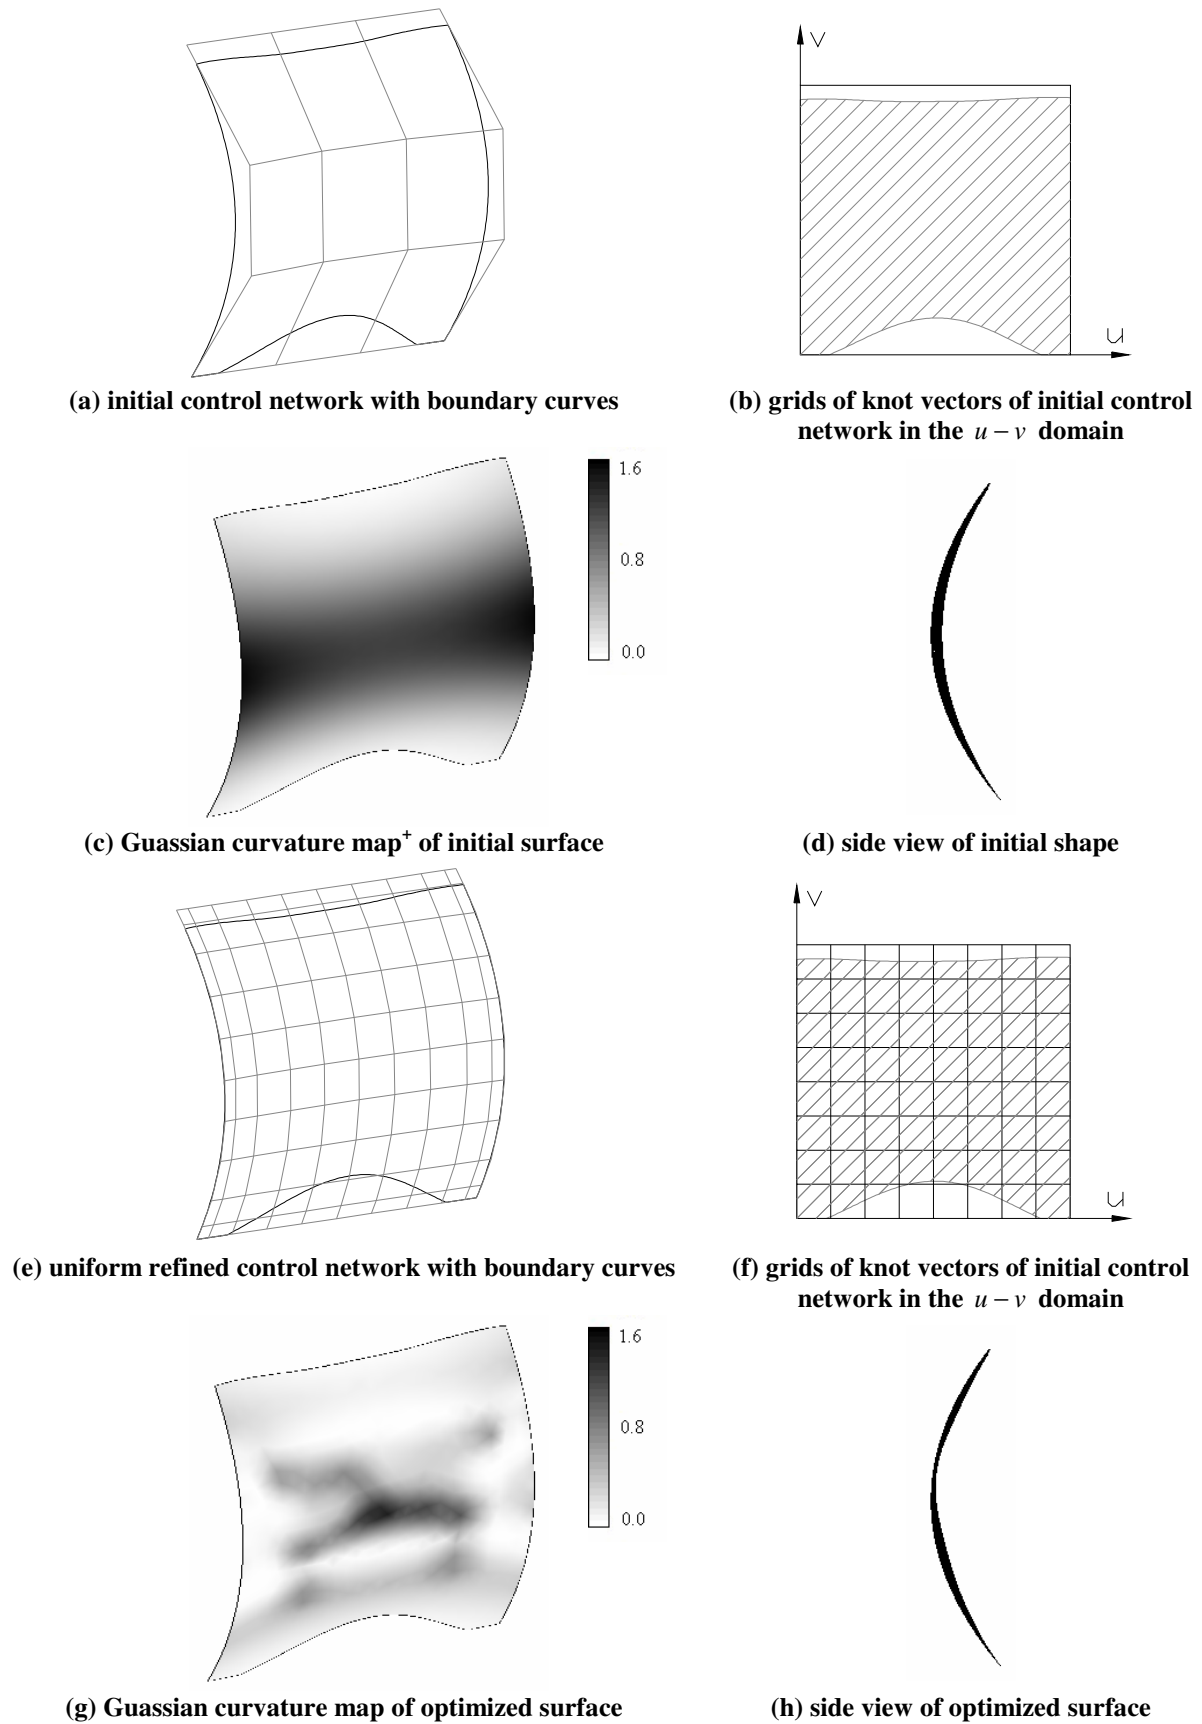 V
u
(a) initial control network with boundary curves
(b) grids of knot vectors of initial control
network in the u – v domain
1.6
0.8
0.0
(c) Guassian curvature map+ of initial surface
(d) side view of initial shape
V
u
(e) uniform refined control network with boundary curves
(f) grids of knot vectors of initial control
network in the u – v domain
1.6
0.8
0.0
(g) Guassian curvature map of optimized surface
(h) side view of optimized surface